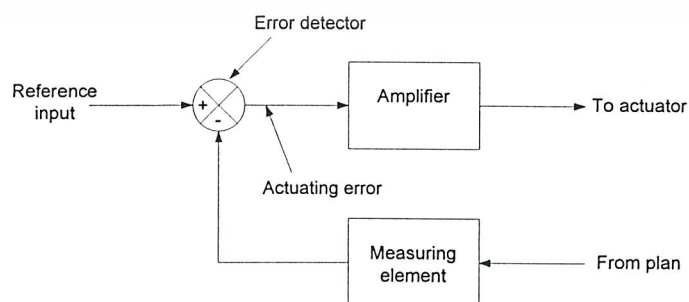 Error detector
Reference
input
+
-
Amplifier
To actuator
Actuating error
Measuring
element
From plan